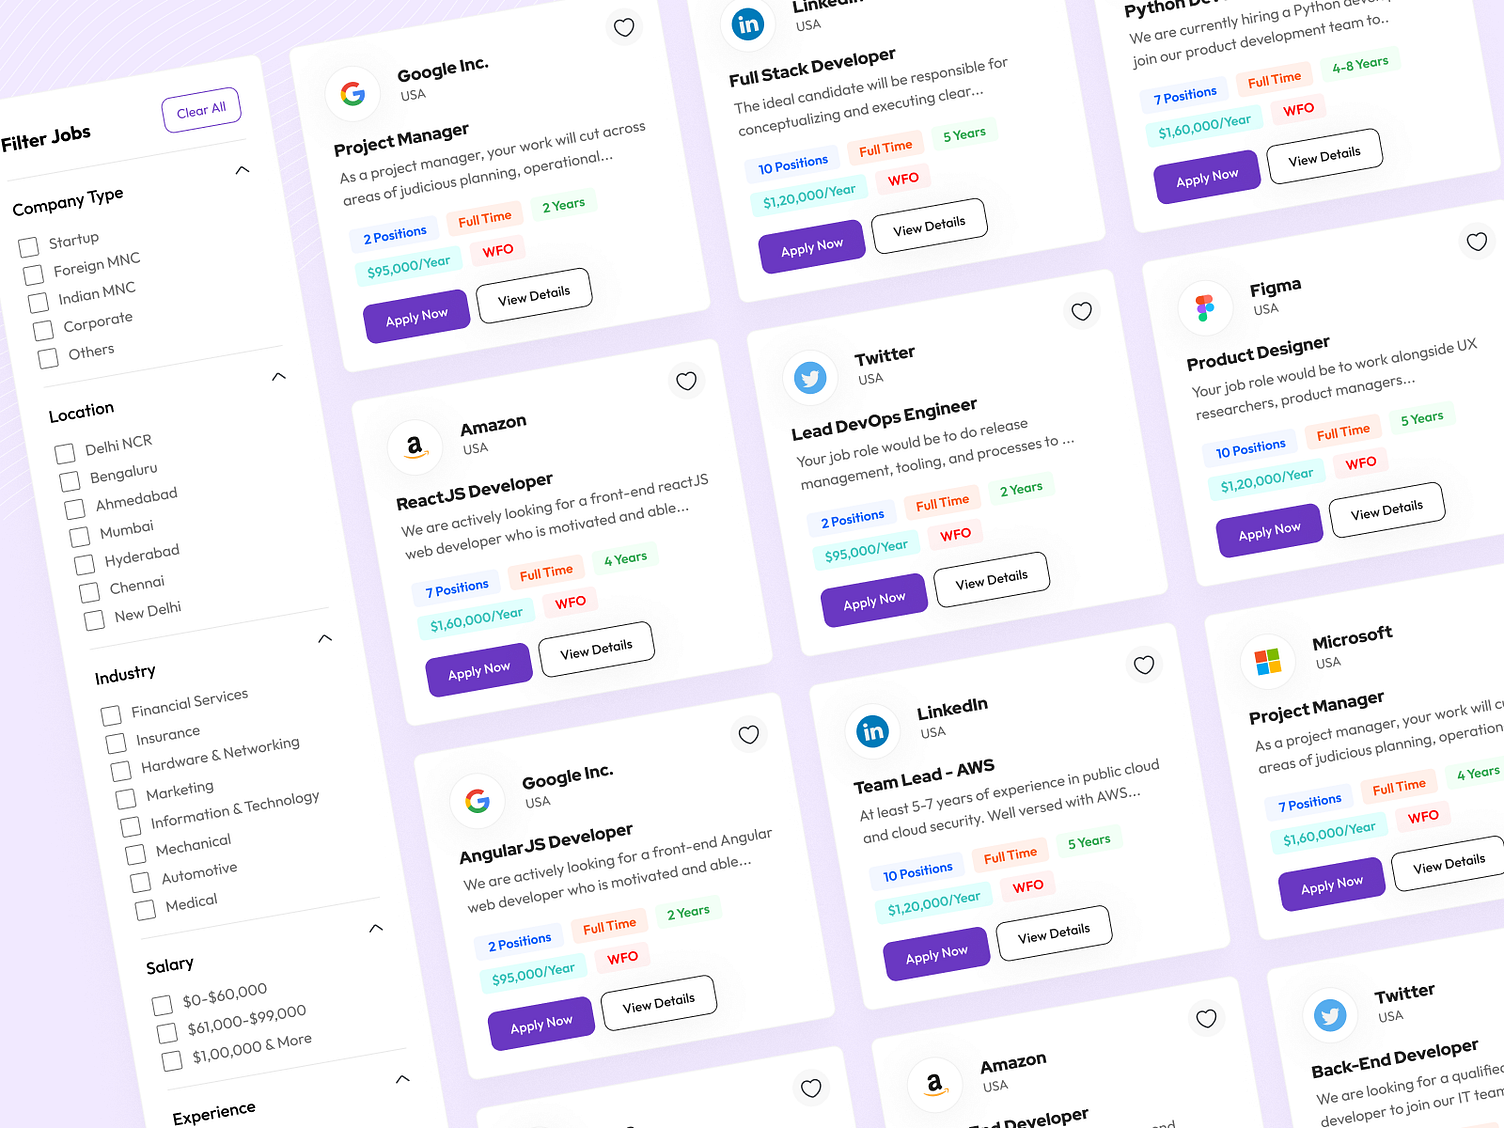 Filter Jobs
Clear All
Company Type
Startup
Foreign MNC
Indian MNC
Corporate
Others
Location
Delhi NCR
Bengaluru
Ahmedabad
Mumbai
Hyderabad
Chennai
New Delhi
Industry
Financial Services
Insurance
Hardware & Networking
Marketing
Information & Technology
Mechanical
Automotive
Medical
Salary
$0-$60,000
$61,000-$99,000
$1,00,000 & More
Experience
Google Inc.
USA
Project Manager
As a project manager, your work will cut across
areas of judicious planning, operational...
2 Positions
Full Time
2 Years
$95,000/Year
WFO
Apply Now
View Details
Amazon
USA
ReactJS Developer
We are actively looking for a front-end reactJS
web developer who is motivated and able...
7 Positions
Full Time
4 Years
$1,60,000/Year
WFO
Apply Now
View Details
Google Inc.
USA
AngularJS Developer
We are actively looking for a front-end Angular
web developer who is motivated and able...
2 Positions
Full Time
2 Years
$95,000/Year
WFO
Apply Now
View Details
LinkedIn
USA
Full Stack Developer
The ideal candidate will be responsible for
conceptualizing and executing clear...
10 Positions
Full Time
5 Years
$1,20,000/Year
WFO
Apply Now
View Details
Twitter
USA
Lead DevOps Engineer
Your job role would be to do release
management, tooling, and processes to ...
2 Positions
Full Time
2 Years
$95,000/Year
WFO
Apply Now
View Details
LinkedIn
USA
Team Lead - AWS
At least 5-7 years of experience in public cloud
and cloud security. Well versed with AWS...
10 Positions
Full Time
5 Years
$1,20,000/Year
WFO
Apply Now
View Details
Amazon
USA
End Developer
Python
We are currently hiring a Python
join our product development team to..
7 Positions
Full Time
4-8 Years
$1,60,000/Year
WFO
Apply Now
View Details
Figma
USA
Product Designer
Your job role would be to work alongside UX
researchers, product managers...
10 Positions
Full Time
5 Years
$1,20,000/Year
WFO
Apply Now
View Details
Microsoft
USA
Project Manager
As a project manager, your work will
areas of judicious planning,
7 Positions
Full Time
4 Years
$1,60,000/Year
WFO
Apply Now
View Details
Twitter
USA
Back-End Developer
We are looking for a qualified
developer to join our IT team